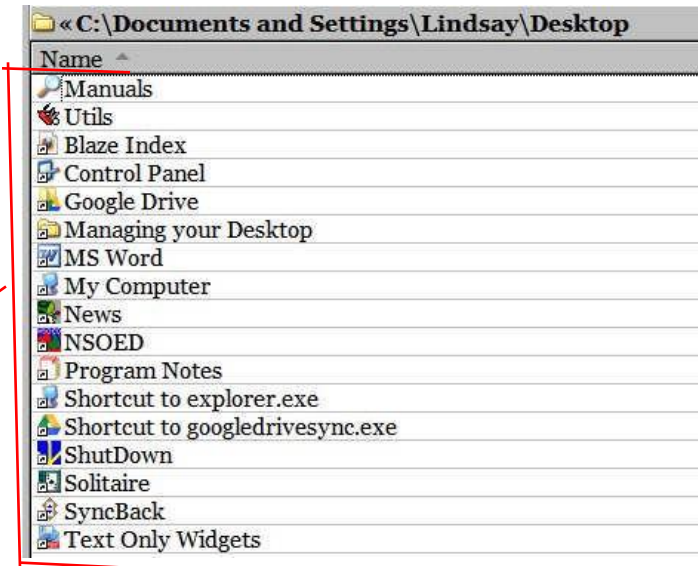 «C:\Documents and Settings\Lindsay\Desktop
Name
Manuals
Utils
Blaze Index
Control Panel
Google Drive
Managing your Desktop
MS Word
My Computer
News
NSOED
Program Notes
Shortcut to explorer.exe
Shortcut to googledrivesync.exe
ShutDown
Solitaire
SyncBack
Text Only Widgets